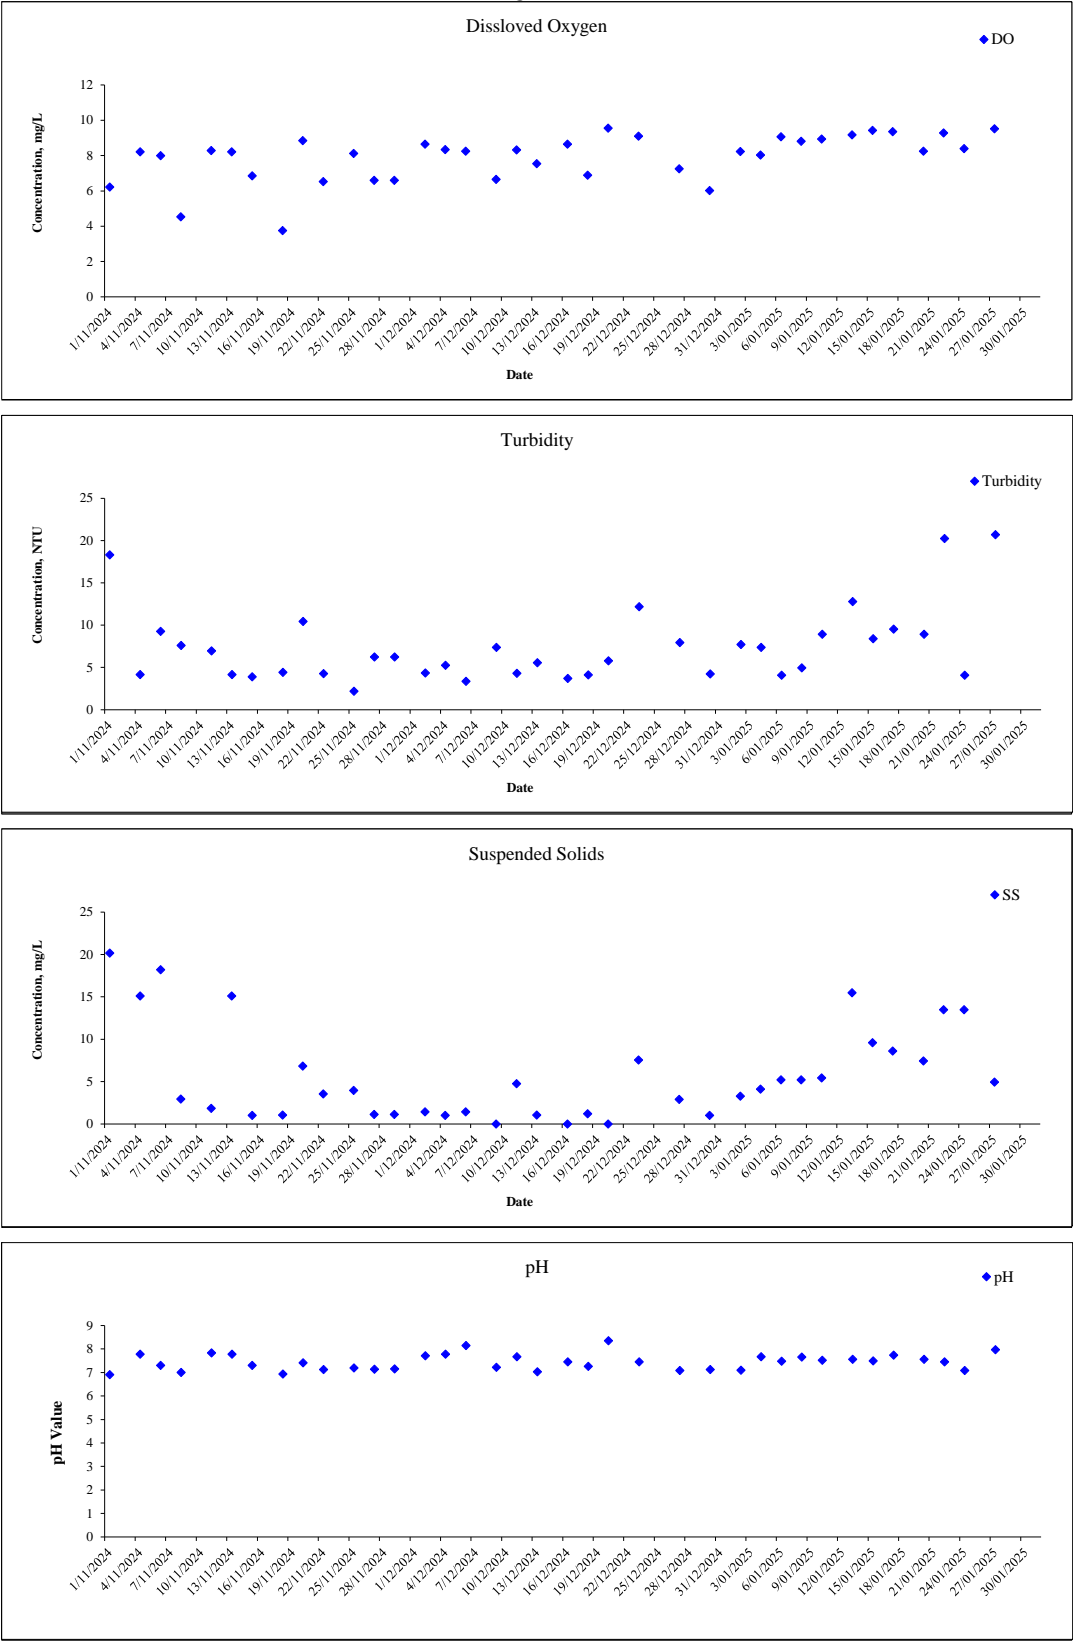 Dissloved Oxygen
DO
Concentration, mg/L
12
10
8
6
4
2
0
1/11/2024 4/11/2024 7/11/2024 10/11/2024 13/11/2024 16/11/2024 19/11/2024 22/11/2024 25/11/2024 28/11/2024 1/12/2024 4/12/2024 7/12/2024 10/12/2024 13/12/2024 16/12/2024 19/12/2024 22/12/2024 25/12/2024 28/12/2024 31/12/2024 3/01/2025 6/01/2025 9/01/2025 12/01/2025 15/01/2025 18/01/2025 21/01/2025 24/01/2025 27/01/2025 30/01/2025
Date
Turbidity
Turbidity
Concentration, NTU
25
20
15
10
5
0
1/11/2024 4/11/2024 7/11/2024 10/11/2024 13/11/2024 16/11/2024 19/11/2024 22/11/2024 25/11/2024 28/11/2024 1/12/2024 4/12/2024 7/12/2024 10/12/2024 13/12/2024 16/12/2024 19/12/2024 22/12/2024 25/12/2024 28/12/2024 31/12/2024 3/01/2025 6/01/2025 9/01/2025 12/01/2025 15/01/2025 18/01/2025 21/01/2025 24/01/2025 27/01/2025 30/01/2025
Date
Suspended Solids
SS
Concentration, mg/L
25
20
15
10
5
0
1/11/2024 4/11/2024 7/11/2024 10/11/2024 13/11/2024 16/11/2024 19/11/2024 22/11/2024 25/11/2024 28/11/2024 1/12/2024 4/12/2024 7/12/2024 10/12/2024 13/12/2024 16/12/2024 19/12/2024 22/12/2024 25/12/2024 28/12/2024 31/12/2024 3/01/2025 6/01/2025 9/01/2025 12/01/2025 15/01/2025 18/01/2025 21/01/2025 24/01/2025 27/01/2025 30/01/2025
Date
pH
pH
pH Value
9
8
7
6
5
4
3
2
1
0
1/11/2024 4/11/2024 7/11/2024 10/11/2024 13/11/2024 16/11/2024 19/11/2024 22/11/2024 25/11/2024 28/11/2024 1/12/2024 4/12/2024 7/12/2024 10/12/2024 13/12/2024 16/12/2024 19/12/2024 22/12/2024 25/12/2024 28/12/2024 31/12/2024 3/01/2025 6/01/2025 9/01/2025 12/01/2025 15/01/2025 18/01/2025 21/01/2025 24/01/2025 27/01/2025 30/01/2025